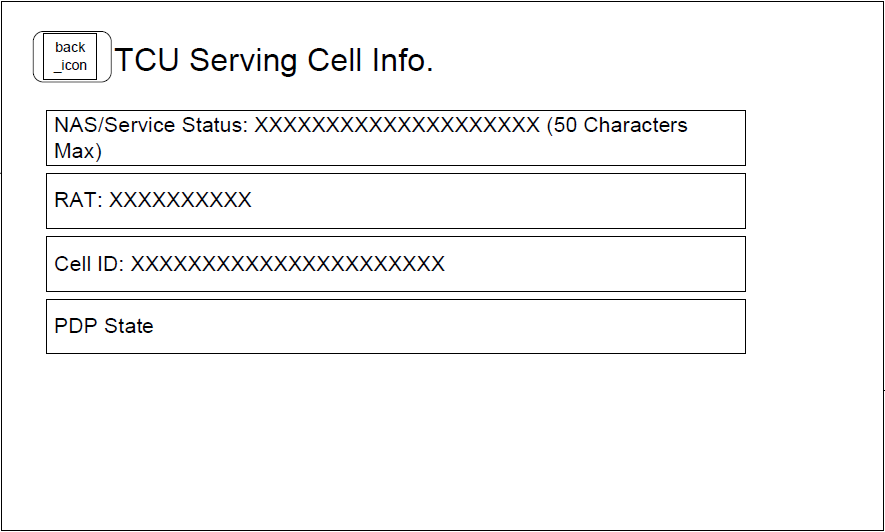 back
_icon
TCU Serving Cell Info.
NAS/Service Status: XXXXXXXXXXXXXXXXXXXX (50 Characters
Max)
RAT: XXXXXXXXXX
Cell ID: XXXXXXXXXXXXXXXXXXXXXX
PDP State